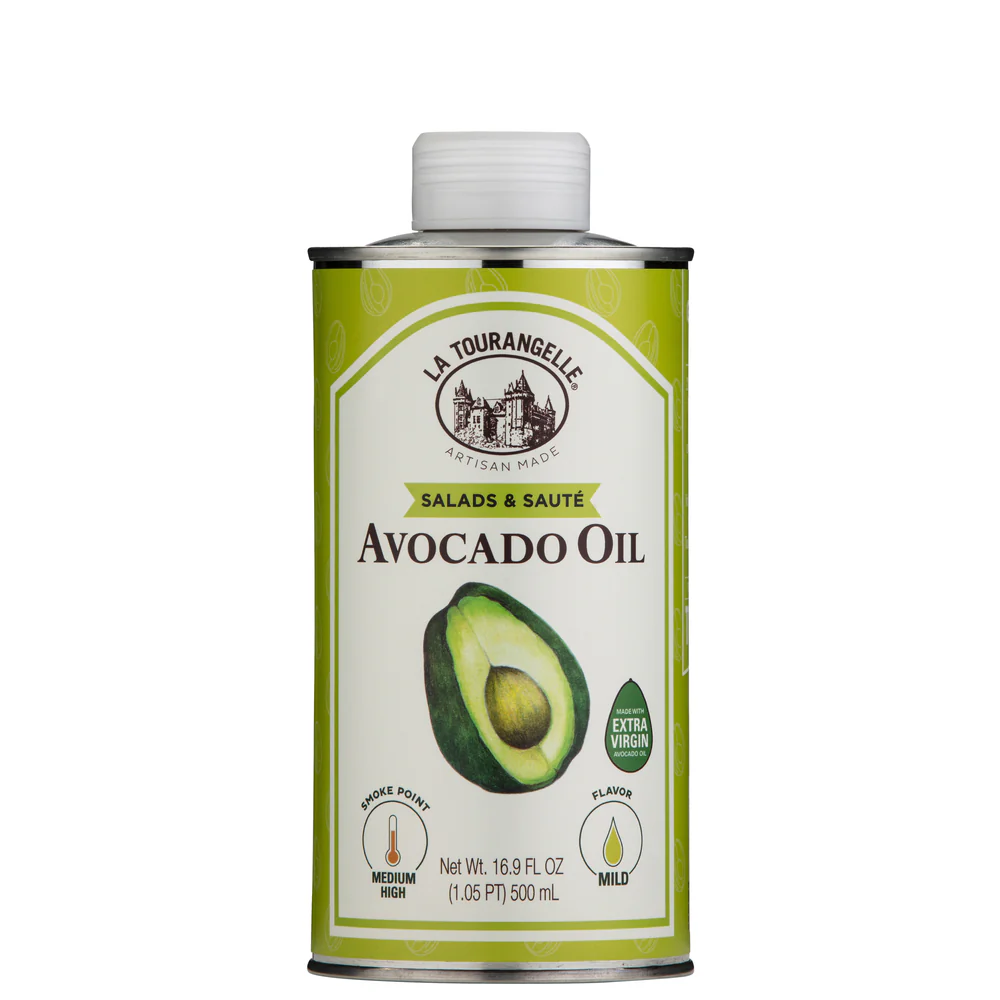 LA TOURANGELLE®
ARTISAN MADE
SALADS & SAUTÉ
AVOCADO OIL
MADE WITH
EXTRA
VIRGIN
AVOCADO OIL
SMOKE POINT
MEDIUM
HIGH
Net Wt. 16.9 FL OZ
(1.05 PT) 500 mL
FLAVOR
MILD